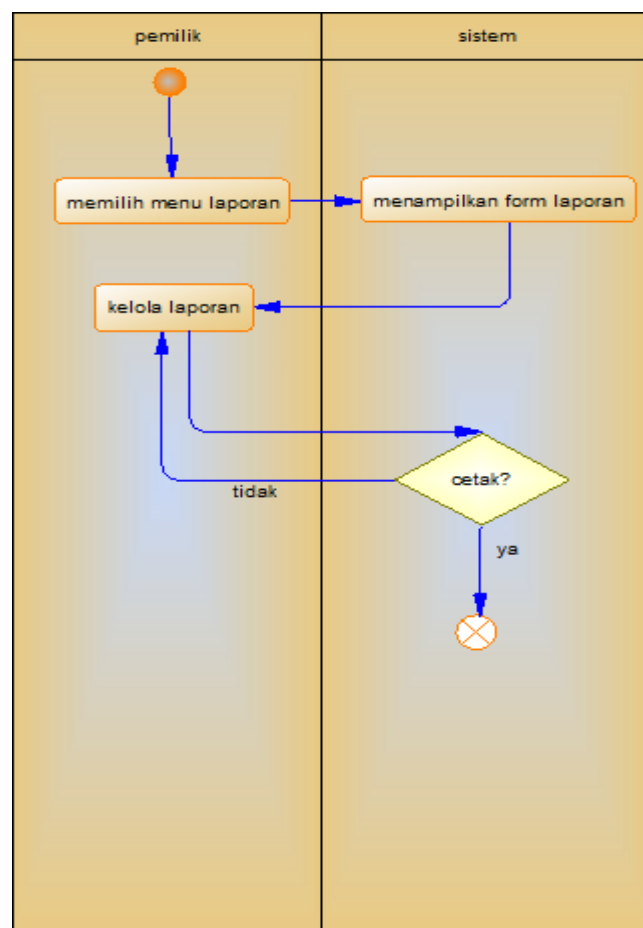 pemilik
sistem
memilih menu laporan
menampilkan form laporan
kelola laporan
cetak?
tidak
ya